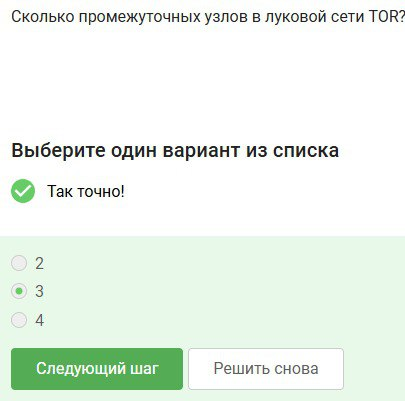 Сколько промежуточных узлов в луковой сети TOR?
Выберите один вариант из списка
Так точно!
2
3
4
Следующий шаг
Решить снова